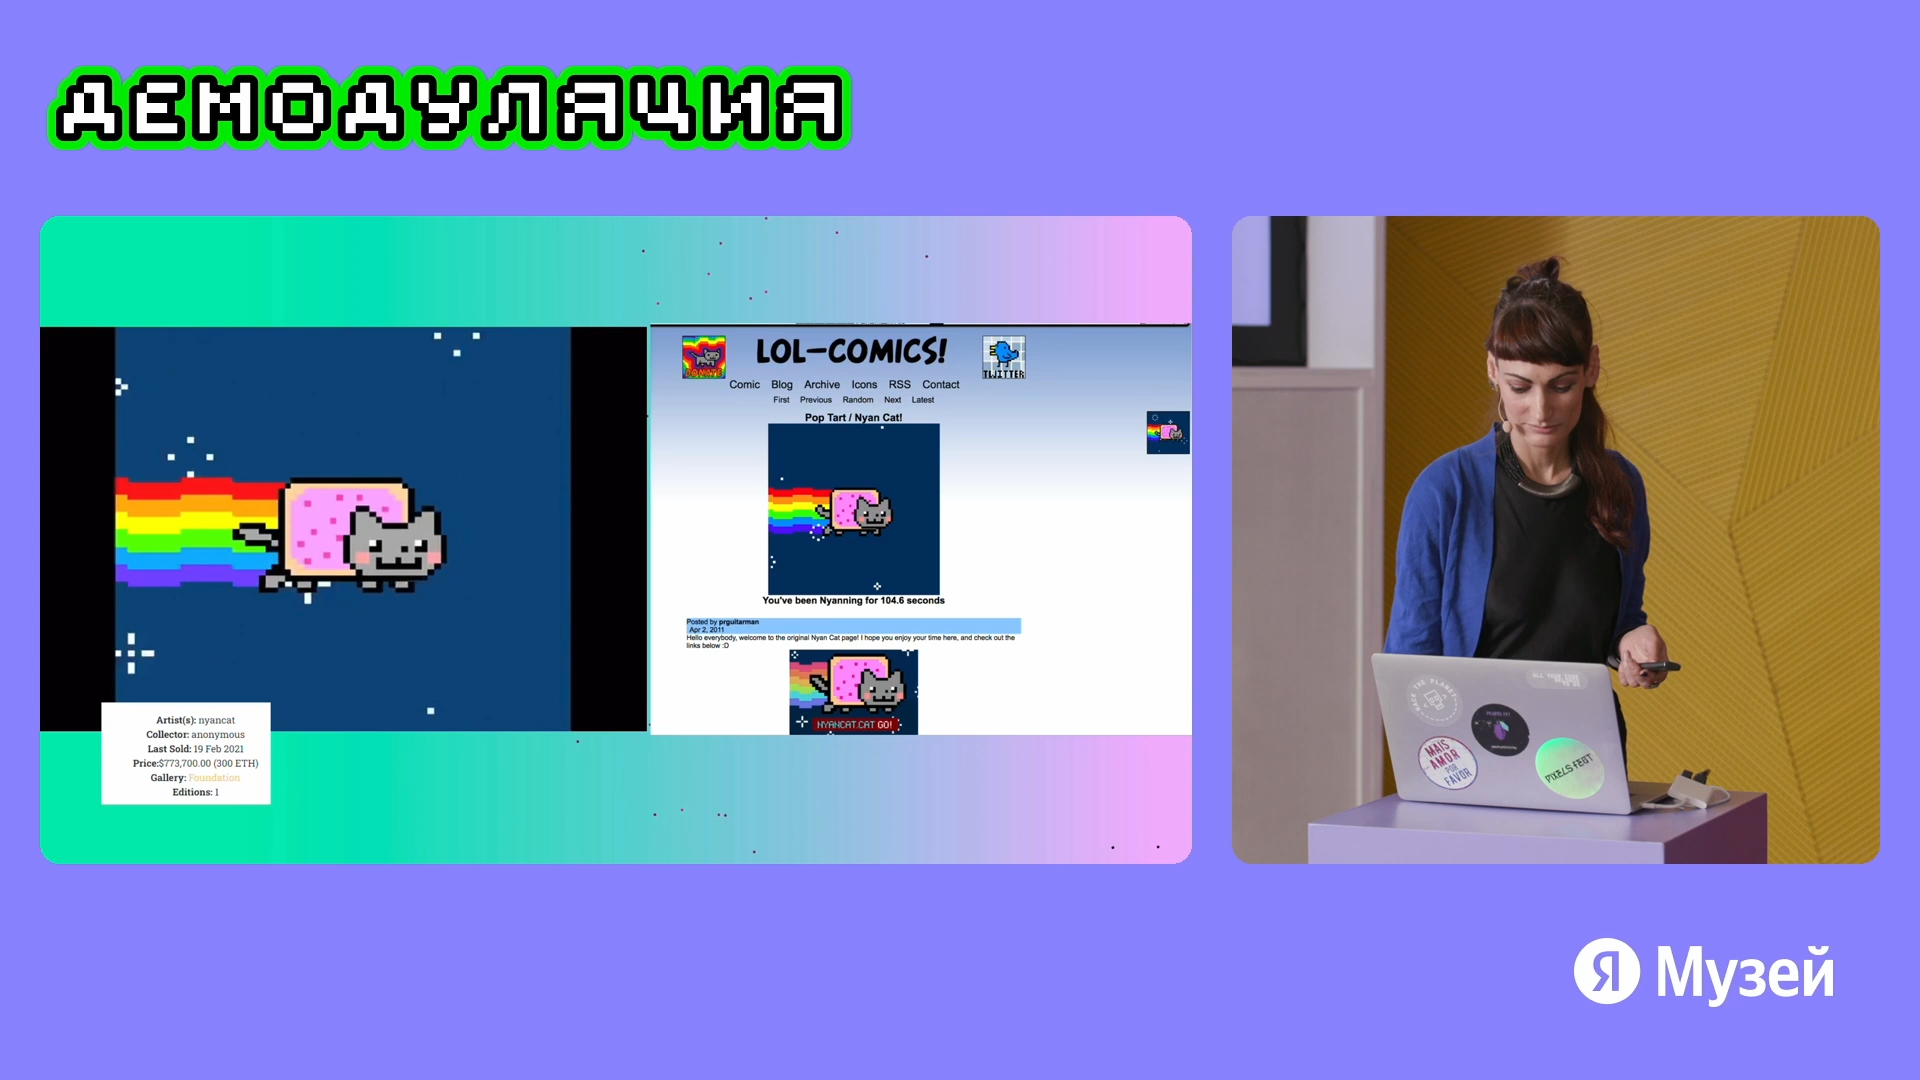 ДЕМОДУЛЯЦИЯ
LOL-COMICS!
DONATE
TWITTER
Comic Blog Archive Icons RSS Contact
First Previous Random Next Latest
Pop Tart / Nyan Cat!
You've been Nyanning for 104.6 seconds
Posted by prguitarman
Apr 2, 2011
Hello everybody, welcome to the original Nyan Cat page! I hope you enjoy your time here, and check out the
links below :D
NYANCAT.CAT GO!
Artist(s): nyancat
Collector: anonymous
Last Sold: 19 Feb 2021
Price:$773,700.00 (300 ETH)
Gallery: Foundation
Editions: 1
HACK THE PLANET
MAIS
AMOR
POR
FAVOR
PIXELS FEST
Я Музей